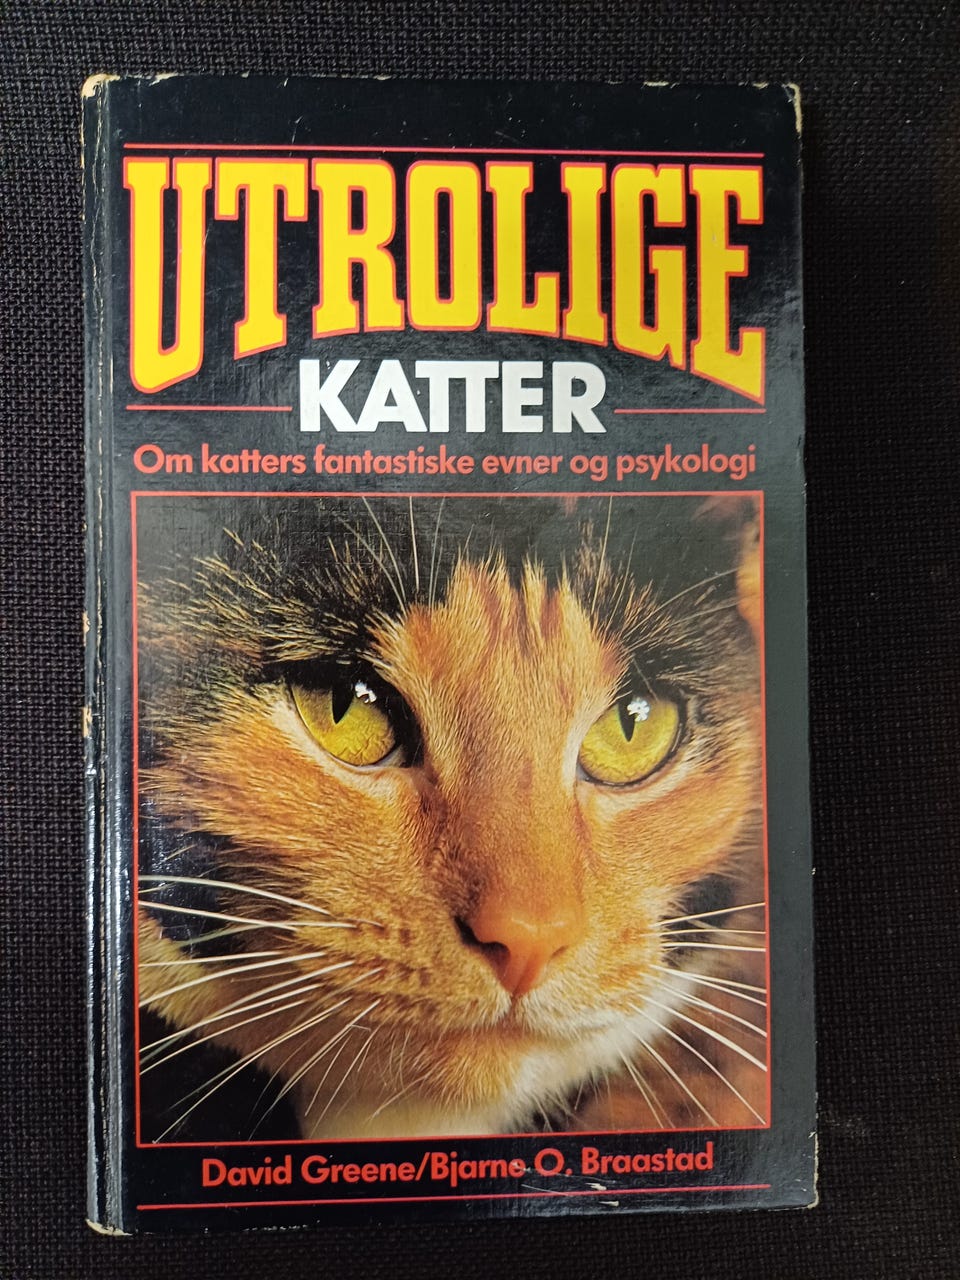 UTROLIGE
KATTER
Om katters fantastiske evner og psykologi
David Greene/Bjarne O. Braastad